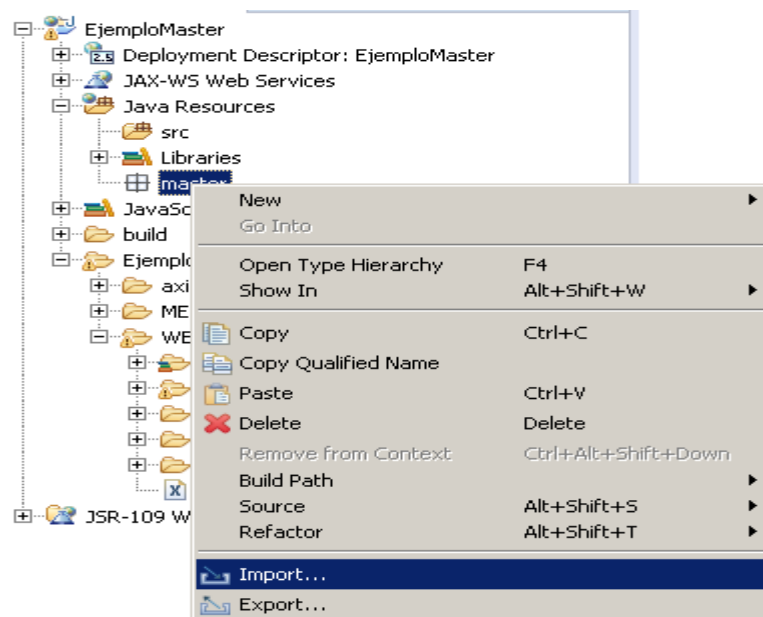 EjemploMaster
2.5 Deployment Descriptor: EjemploMaster
JAX-WS Web Services
Java Resources
src
Libraries
master
JavaSc
build
Ejemplo
axi
ME
WE
X
JSR-109 W
New
Go Into
Open Type Hierarchy F4
Show In Alt+Shift+W
Copy Ctrl+C
Copy Qualified Name
Paste Ctrl+V
Delete Delete
Remove from Context Ctrl+Alt+Shift+Down
Build Path
Source Alt+Shift+S
Refactor Alt+Shift+T
Import...
Export...